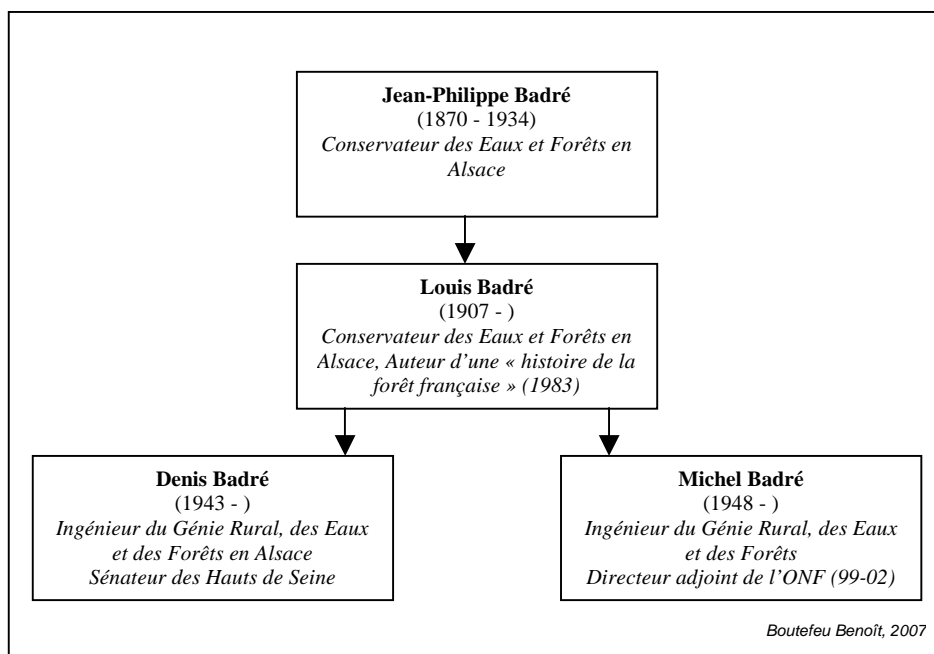 Jean-Philippe Badré
(1870 - 1934)
Conservateur des Eaux et Forêts en
Alsace
Louis Badré
(1907 - )
Conservateur des Eaux et Forêts en
Alsace, Auteur d'une « histoire de la
forêt française » (1983)
Denis Badré
(1943 - )
Ingénieur du Génie Rural, des Eaux
et des Forêts en Alsace
Sénateur des Hauts de Seine
Michel Badré
(1948 - )
Ingénieur du Génie Rural, des Eaux
et des Forêts
Directeur adjoint de l'ONF (99-02)
Boutefeu Benoît, 2007